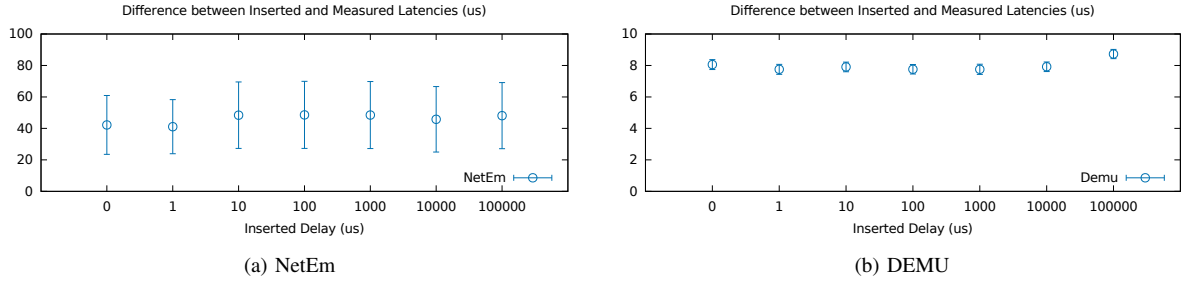 Difference between Inserted and Measured Latencies (us)
100
80
60
40
20
0
NetEm
0 1 10 100 1000 10000 100000
Inserted Delay (us)
(a) NetEm
Difference between Inserted and Measured Latencies (us)
10
8
6
4
2
0
Demu
0 1 10 100 1000 10000 100000
Inserted Delay (us)
(b) DEMU